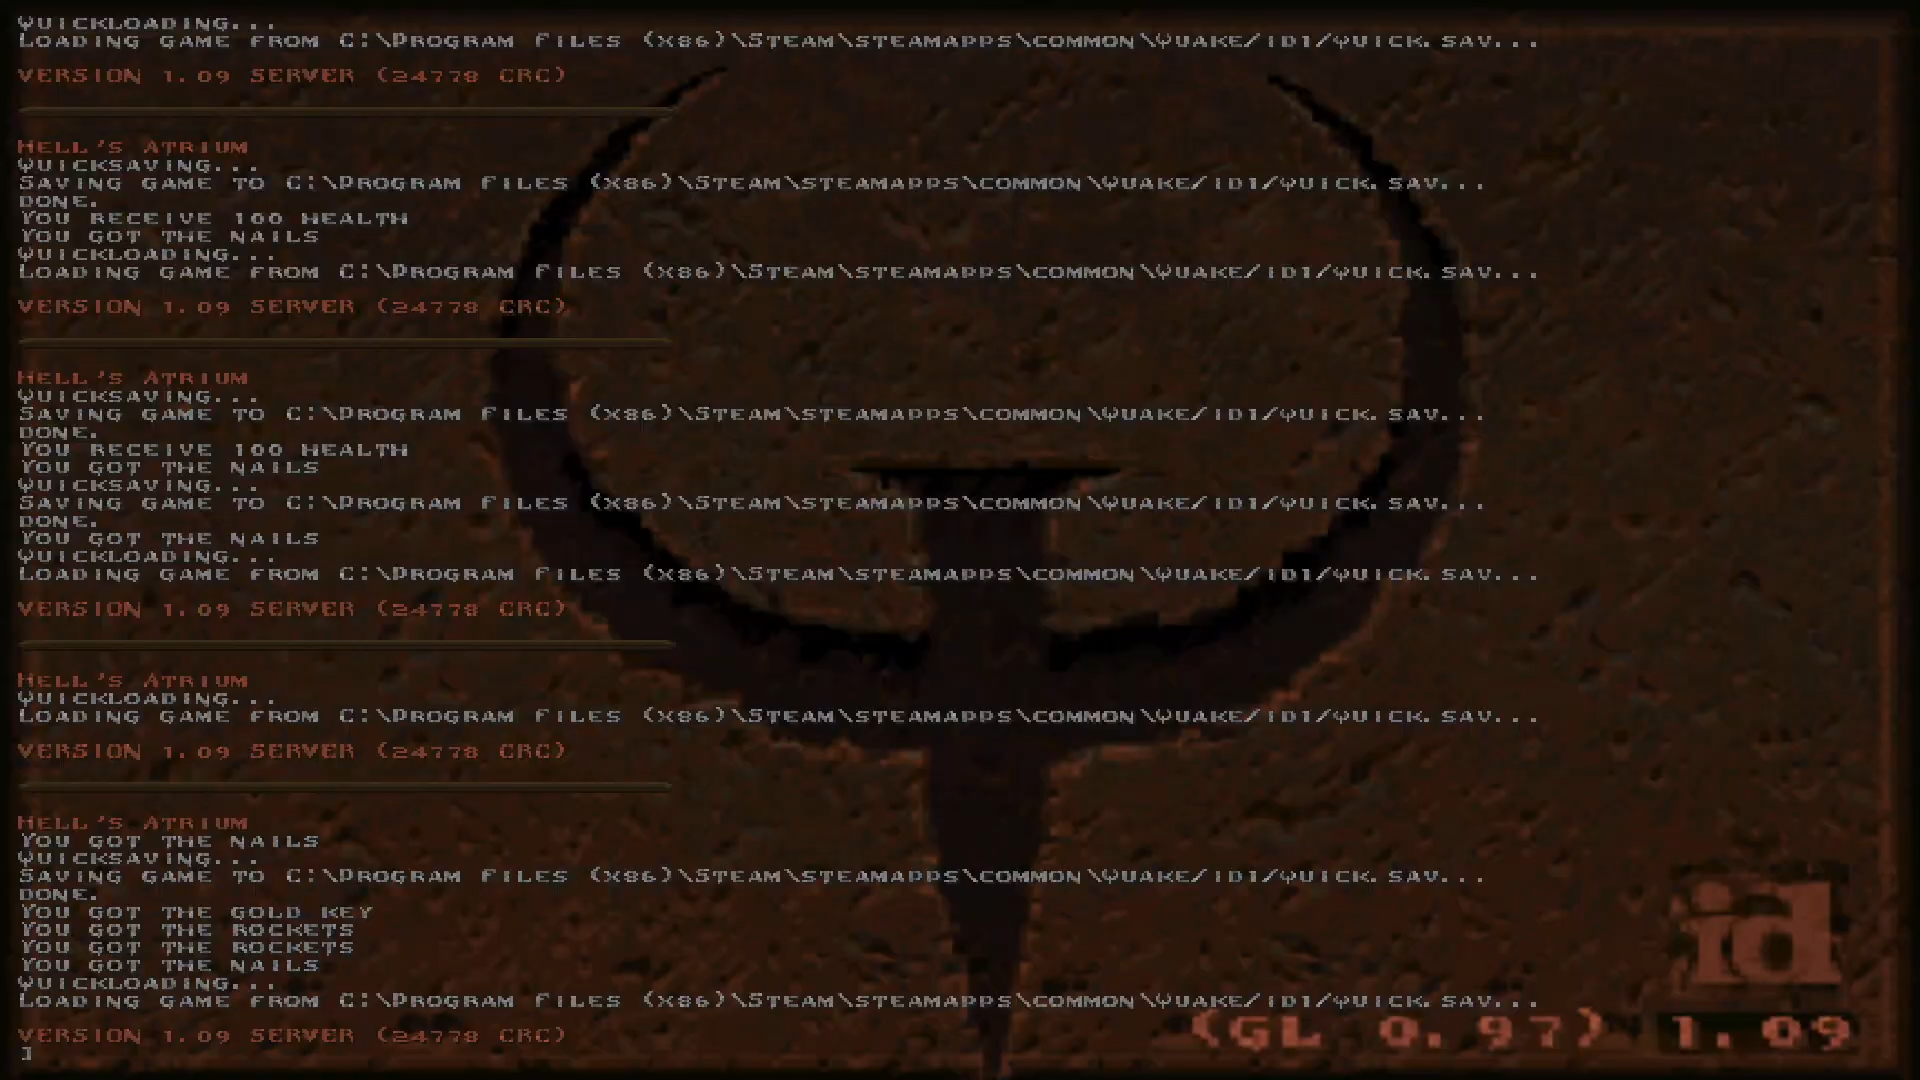 Quickloading...
Loading game from C:\Program Files (x86)\Steam\steamapps\common\Quake/id1/quick.sav...
VERSION 1.09 SERVER (24778 CRC)
Hell's Atrium
Quicksaving...
Saving game to C:\Program Files (x86)\Steam\steamapps\common\Quake/id1/quick.sav...
done.
You receive 100 health
You got the nails
Quickloading...
Loading game from C:\Program Files (x86)\Steam\steamapps\common\Quake/id1/quick.sav...
VERSION 1.09 SERVER (24778 CRC)
Hell's Atrium
Quicksaving...
Saving game to C:\Program Files (x86)\Steam\steamapps\common\Quake/id1/quick.sav...
done.
You receive 100 health
You got the nails
Quicksaving...
Saving game to C:\Program Files (x86)\Steam\steamapps\common\Quake/id1/quick.sav...
done.
You got the nails
Quickloading...
Loading game from C:\Program Files (x86)\Steam\steamapps\common\Quake/id1/quick.sav...
VERSION 1.09 SERVER (24778 CRC)
Hell's Atrium
Quickloading...
Loading game from C:\Program Files (x86)\Steam\steamapps\common\Quake/id1/quick.sav...
VERSION 1.09 SERVER (24778 CRC)
Hell's Atrium
You got the nails
Quicksaving...
Saving game to C:\Program Files (x86)\Steam\steamapps\common\Quake/id1/quick.sav...
done.
You got the gold key
You got the rockets
You got the rockets
You got the nails
Quickloading...
Loading game from C:\Program Files (x86)\Steam\steamapps\common\Quake/id1/quick.sav...
VERSION 1.09 SERVER (24778 CRC)
]
id
(GL 0.97) 1.09